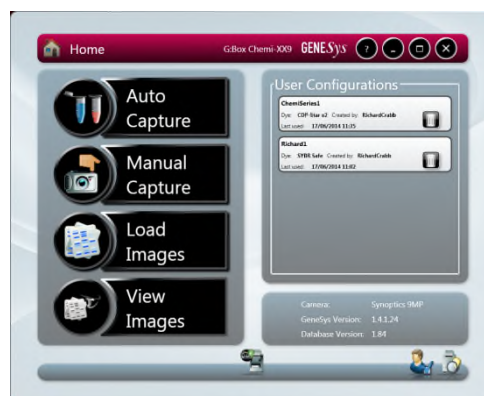 Home
G:Box Chemi-XX9 GENESys ?
Auto
Capture
Manual
Capture
Load
Images
View
Images
User Configurations
ChemiSeries1
Dye: CDP-Star s2 Created by: RichardCrabb
Last used: 17/06/2014 11:35
Richard1
Dye: SYBR Safe Created by: RichardCrabb
Last used: 17/06/2014 11:02
Camera: Synoptics 9MP
GeneSys Version: 1.4.1.24
Database Version: 1.84